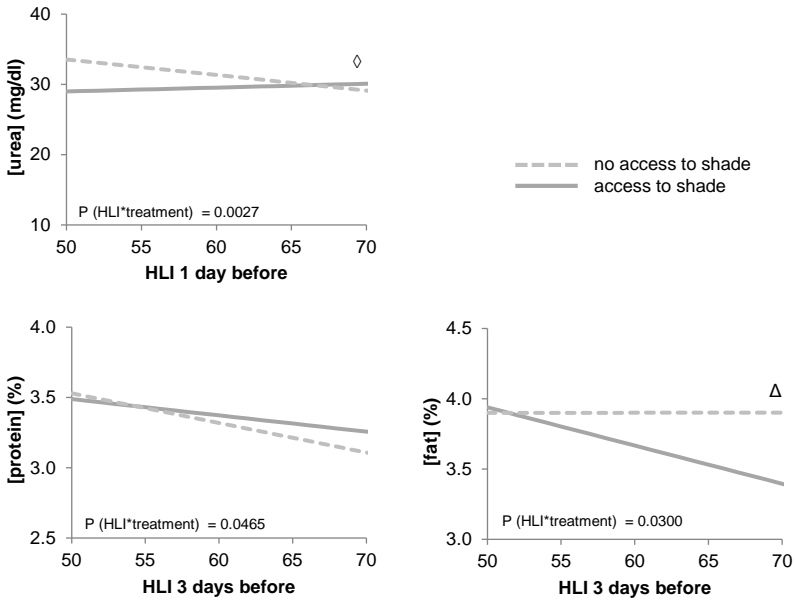 40
30
20
10
[urea] (mg/dl)
◊
P (HLI*treatment) = 0.0027
50 55 60 65 70
HLI 1 day before
no access to shade
access to shade
4.0
3.5
3.0
2.5
[protein] (%)
P (HLI*treatment) = 0.0465
50 55 60 65 70
HLI 3 days before
4.5
4.0
3.5
3.0
[fat] (%)
Δ
P (HLI*treatment) = 0.0300
50 55 60 65 70
HLI 3 days before